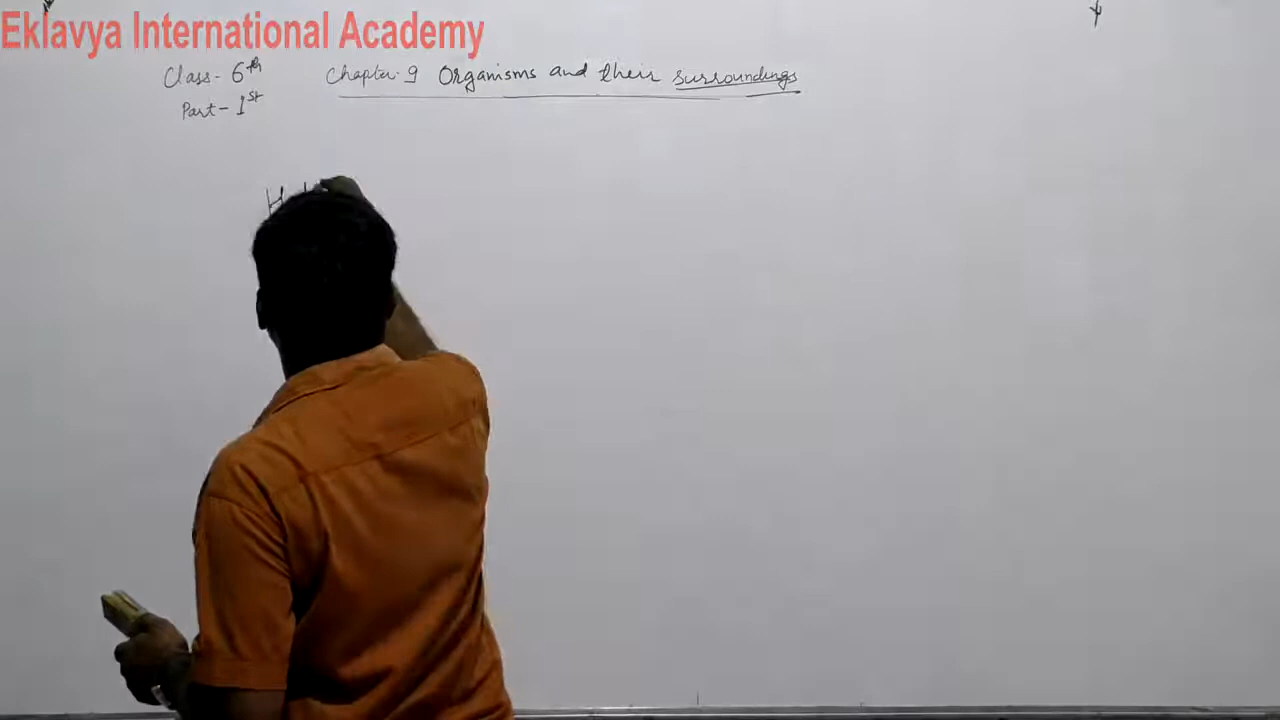 Eklavya International Academy
Class- 6th Chapter 9 Organisms and their surroundings
Part- 1st
H